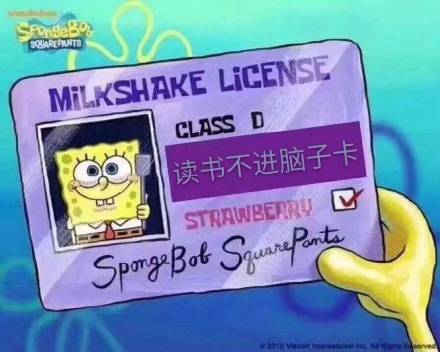 nickelodeon
SpongeBob
SQUAREPANTS
MiLKSHAKE LiCENSE
CLASS D
读书不进脑子卡
STRAWBERRY
SpongeBob SquarePants
© 2010 Viacom International Inc. All Rights Reserved